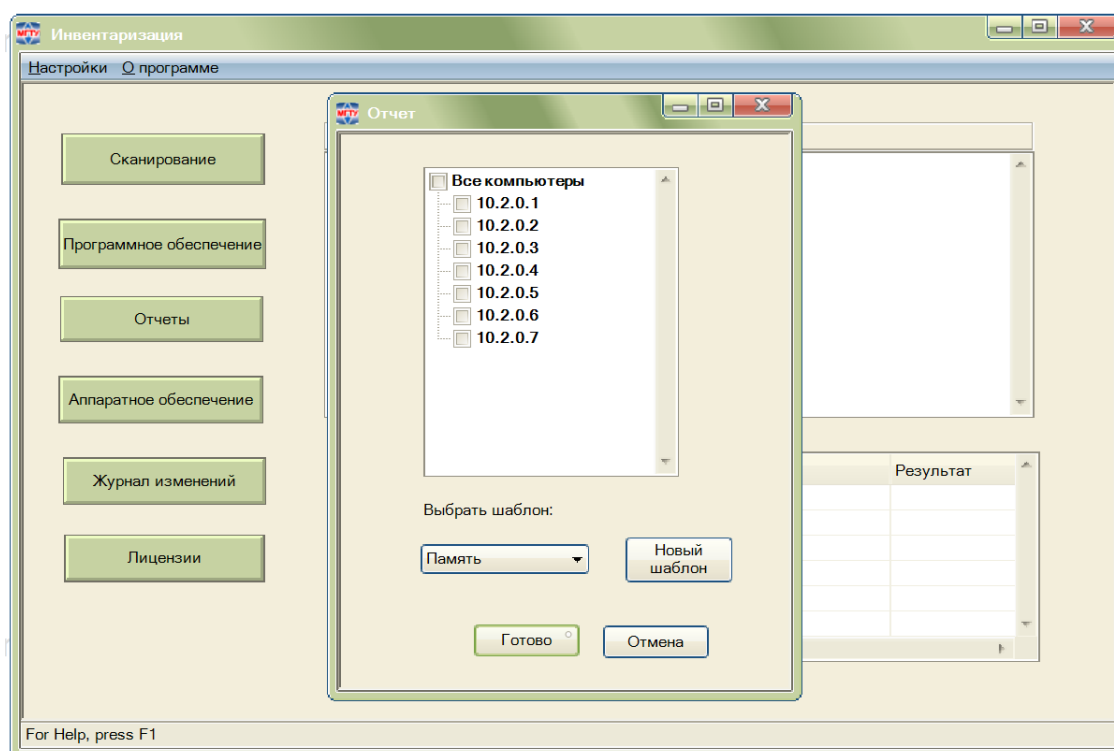 МГТУ Инвентаризация
Настройки О программе
Сканирование
Программное обеспечение
Отчеты
Аппаратное обеспечение
Журнал изменений
Лицензии
МГТУ Отчет
Все компьютеры
10.2.0.1
10.2.0.2
10.2.0.3
10.2.0.4
10.2.0.5
10.2.0.6
10.2.0.7
Выбрать шаблон:
Память
Новый
шаблон
Готово
Отмена
Результат
For Help, press F1